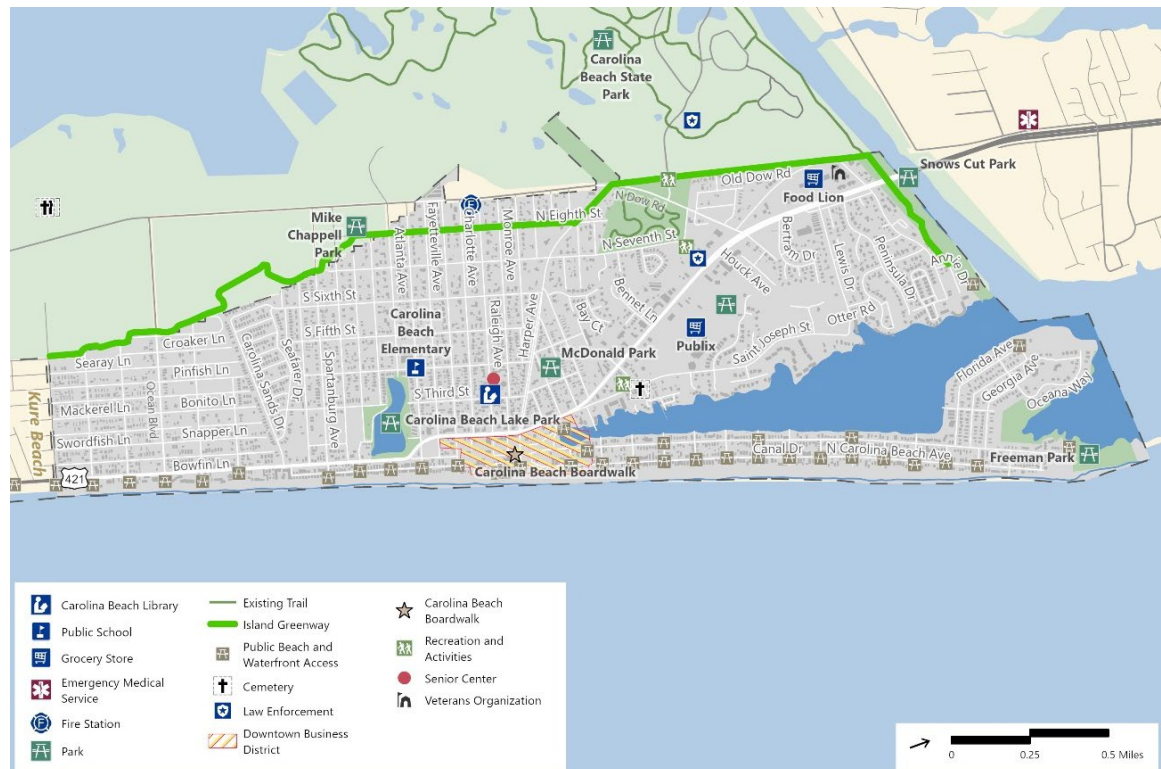 Carolina
Beach State
Park
Snows Cut Park
Old Dow Rd
Food Lion
N Dow Rd
Mike
Chappell
Park
Fayetteville Ave
Charlotte Ave
Monroe Ave
N Eighth St
N Seventh St
Atlanta Ave
Bertram Dr
Lewis Dr
Peninsula Dr
Annie Dr
Houck Ave
Bennet Ln
S Sixth St
Raleigh Ave
Harper Ave
Bay Ct
Otter Rd
Carolina
Beach
Elementary
S Fifth St
Publix
Saint Joseph St
Croaker Ln
Searay Ln
Carolina Sands Dr
Seafarer Dr
Spartanburg Ave
McDonald Park
Florida Ave
Georgia Ave
Oceana Way
Pinfish Ln
Ocean Blvd
Kure Beach
Mackerel Ln
Bonito Ln
S Third St
Carolina Beach Lake Park
Swordfish Ln
Snapper Ln
Bowfin Ln
Canal Dr
N Carolina Beach Ave
Carolina Beach Boardwalk
Freeman Park
421
Carolina Beach Library
Public School
Grocery Store
Emergency Medical
Service
Fire Station
Park
Existing Trail
Island Greenway
Public Beach and
Waterfront Access
Cemetery
Law Enforcement
Downtown Business
District
Carolina Beach
Boardwalk
Recreation and
Activities
Senior Center
Veterans Organization
0
0.25
0.5 Miles